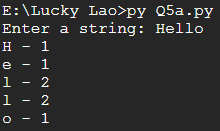 E:\Lucky Lao>py Q5a.py
Enter a string: Hello
H - 1
e - 1
l - 2
l - 2
o - 1